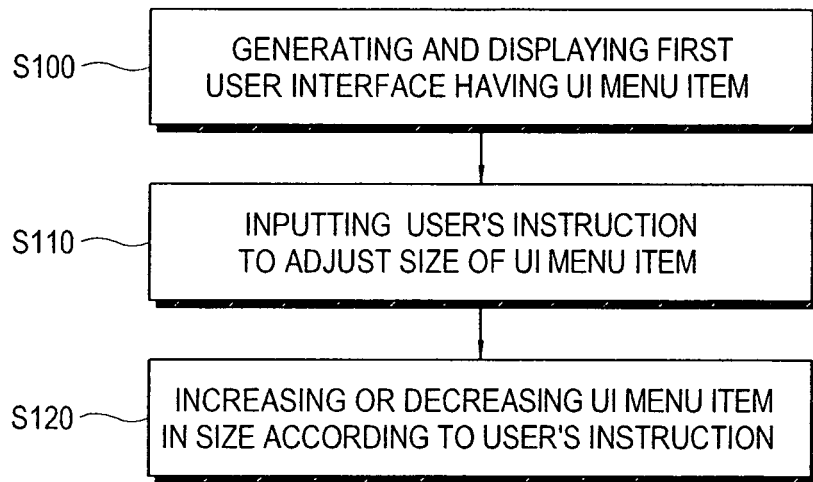 S100
GENERATING AND DISPLAYING FIRST
USER INTERFACE HAVING UI MENU ITEM
S110
INPUTTING USER'S INSTRUCTION
TO ADJUST SIZE OF UI MENU ITEM
S120
INCREASING OR DECREASING UI MENU ITEM
IN SIZE ACCORDING TO USER'S INSTRUCTION